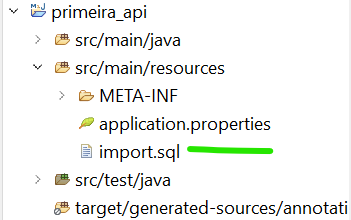 primeira_api
src/main/java
src/main/resources
META-INF
application.properties
import.sql
src/test/java
target/generated-sources/annotati